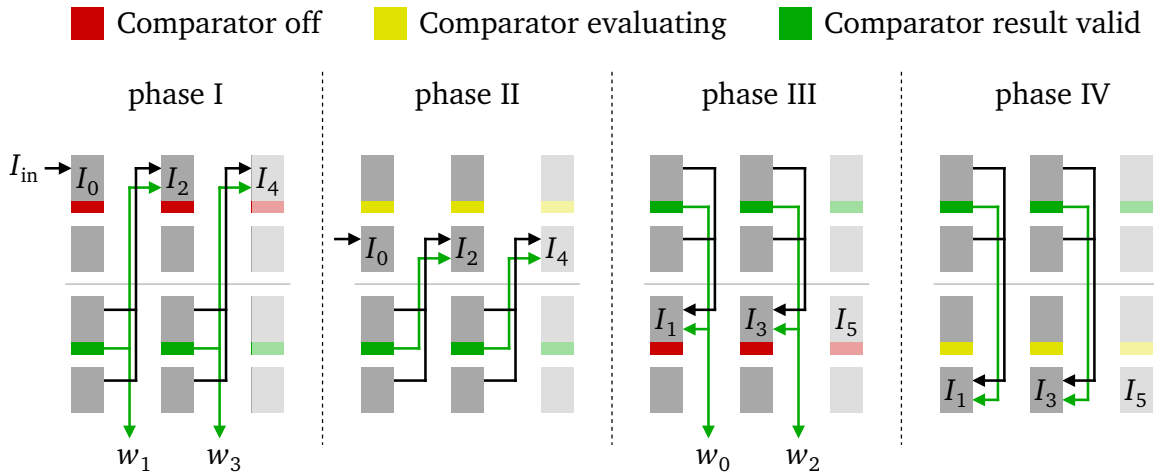 Comparator off Comparator evaluating Comparator result valid
phase I phase II phase III phase IV
I_in I_0 I_2 I_4
I_0 I_2 I_4
I_1 I_3 I_5
I_1 I_3 I_5
w_1 w_3 w_0 w_2